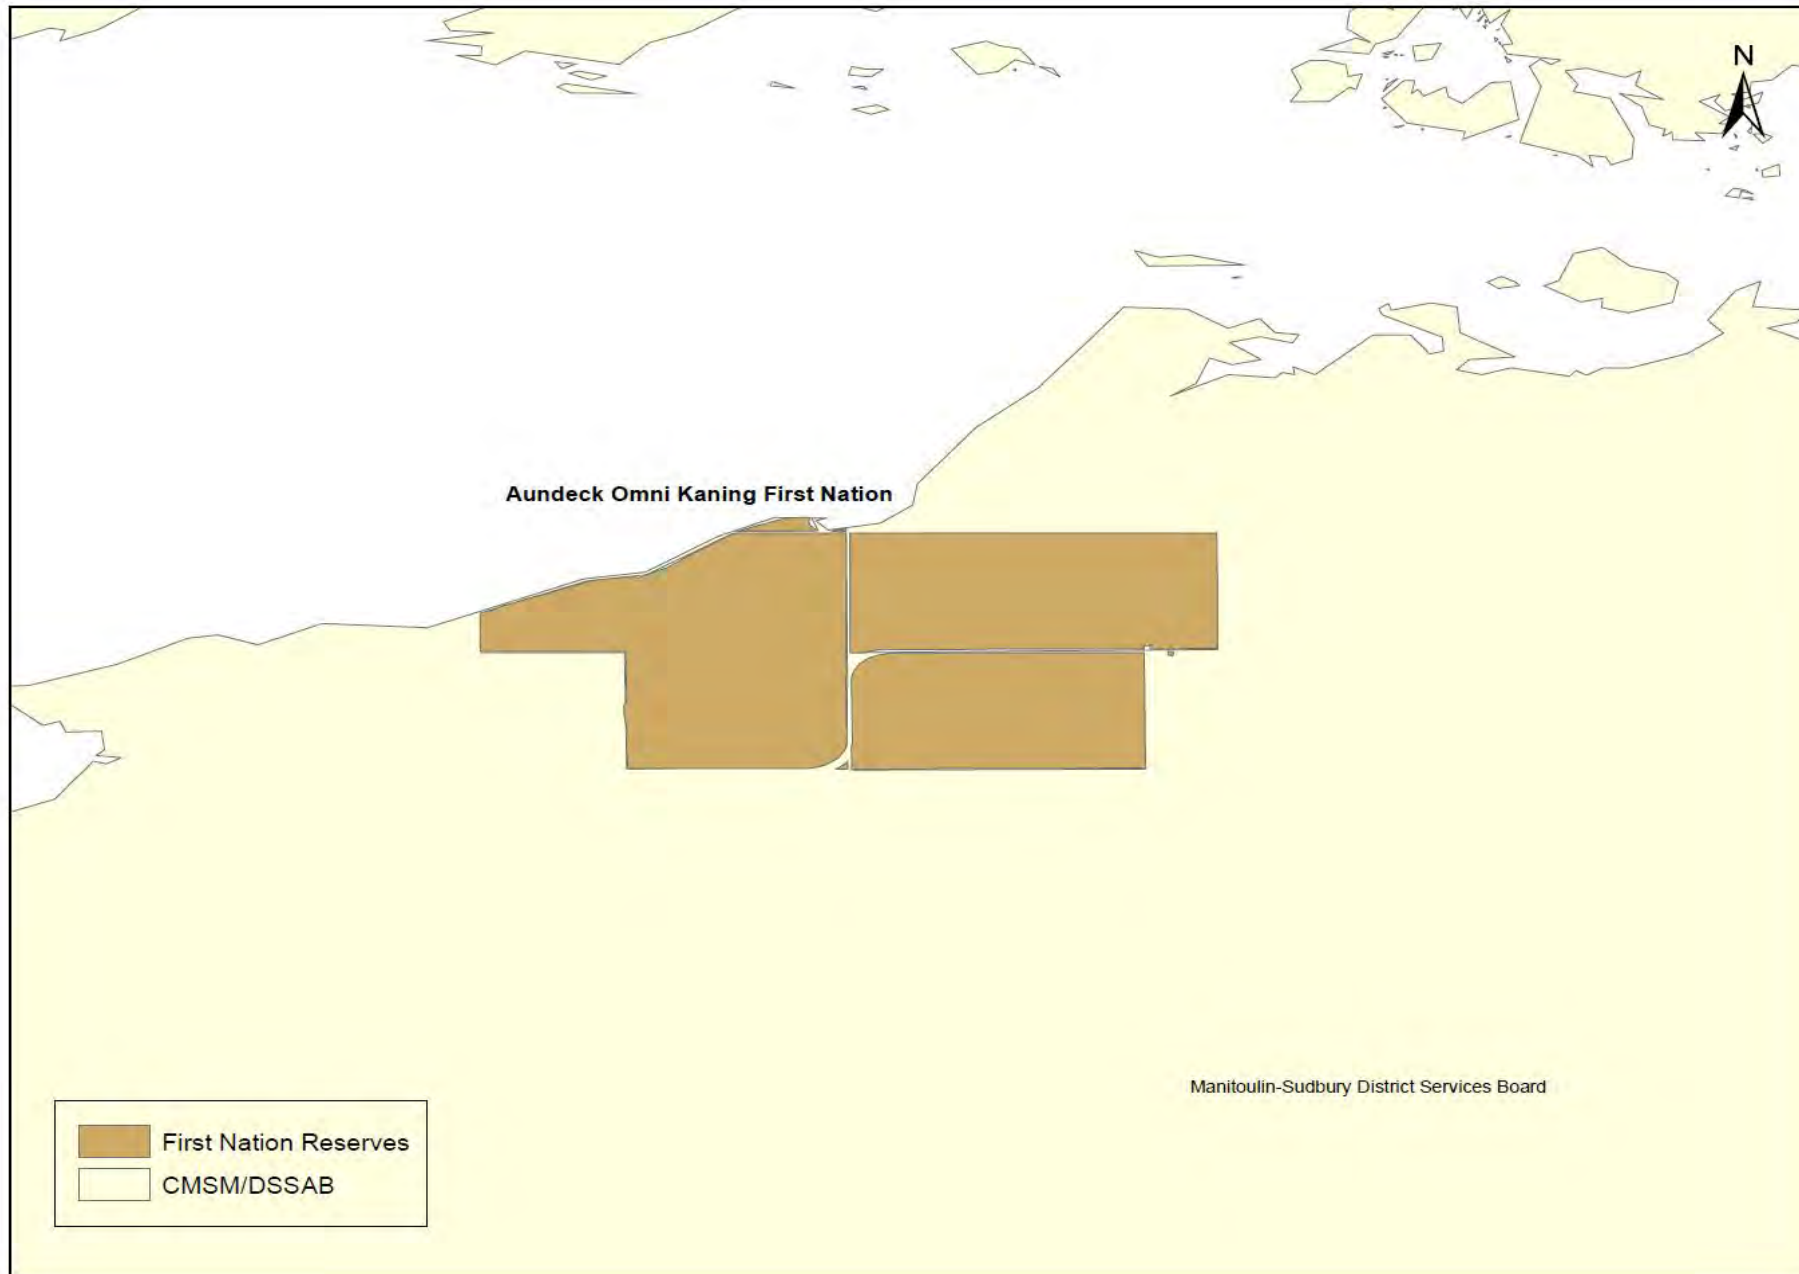 N
Aundeck Omni Kaning First Nation
Manitoulin-Sudbury District Services Board
First Nation Reserves
CMSM/DSSAB